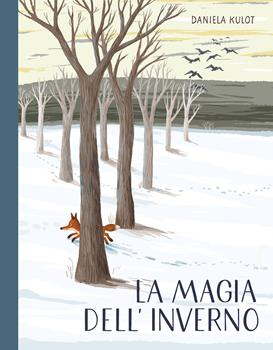 DANIELA KULOT
LA MAGIA
DELL' INVERNO